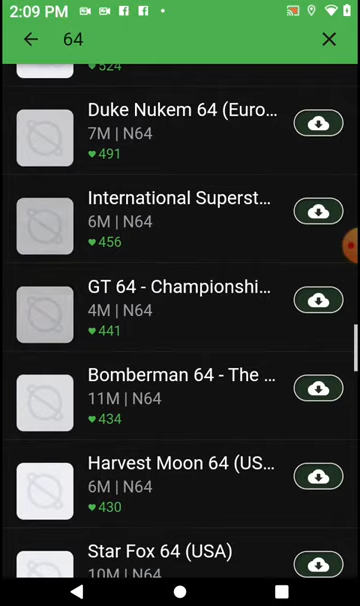 2:09 PM
64
524
Duke Nukem 64 (Euro...
7M | N64
491
International Superst...
6M | N64
456
GT 64 - Championshi...
4M | N64
441
Bomberman 64 - The ...
11M | N64
434
Harvest Moon 64 (US...
6M | N64
430
Star Fox 64 (USA)
10M | N64